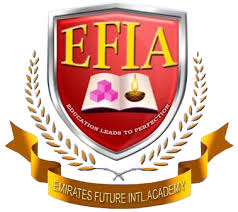 EFIA
EDUCATION LEADS TO PERFECTION
EMIRATES FUTURE INTL.ACADEMY